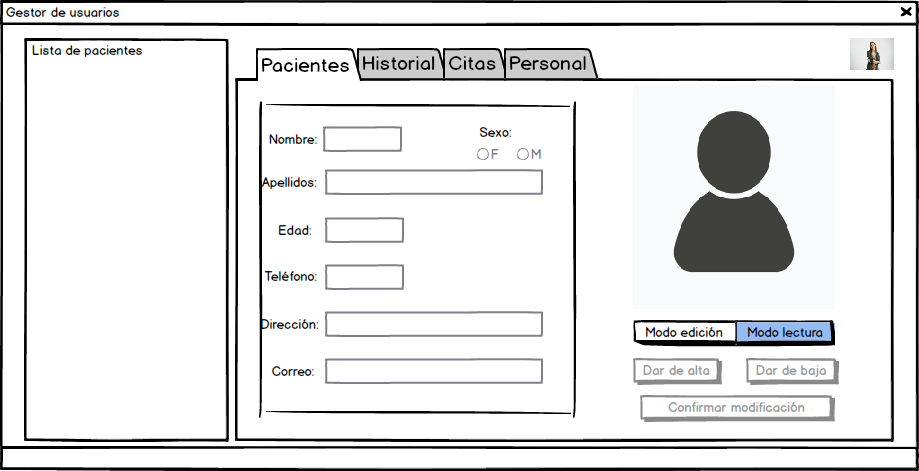 Gestor de usuarios
Lista de pacientes
Pacientes Historial Citas Personal
Nombre:
Sexo:
F M
Apellidos:
Edad:
Teléfono:
Dirección:
Correo:
Modo edición Modo lectura
Dar de alta Dar de baja
Confirmar modificación